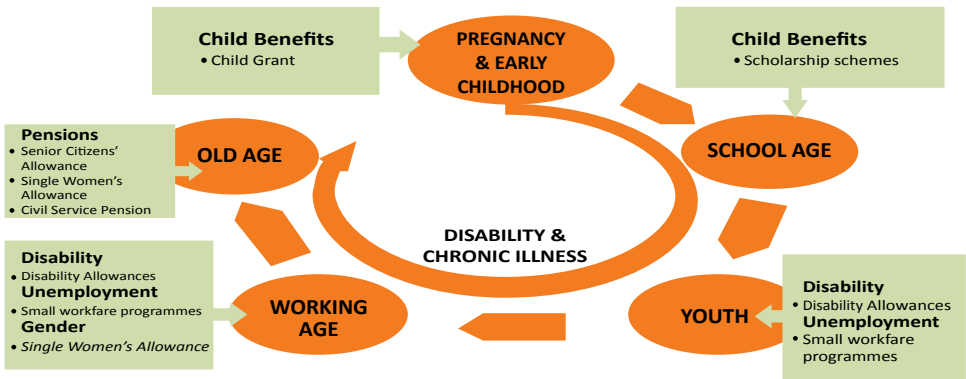 Child Benefits
• Child Grant
PREGNANCY
& EARLY
CHILDHOOD
Child Benefits
• Scholarship schemes
SCHOOL AGE
Pensions
• Senior Citizens’
Allowance
• Single Women’s
Allowance
• Civil Service Pension
OLD AGE
DISABILITY &
CHRONIC ILLNESS
Disability
• Disability Allowances
Unemployment
• Small workfare programmes
Gender
• Single Women’s Allowance
WORKING
AGE
YOUTH
Disability
• Disability Allowances
Unemployment
• Small workfare
programmes